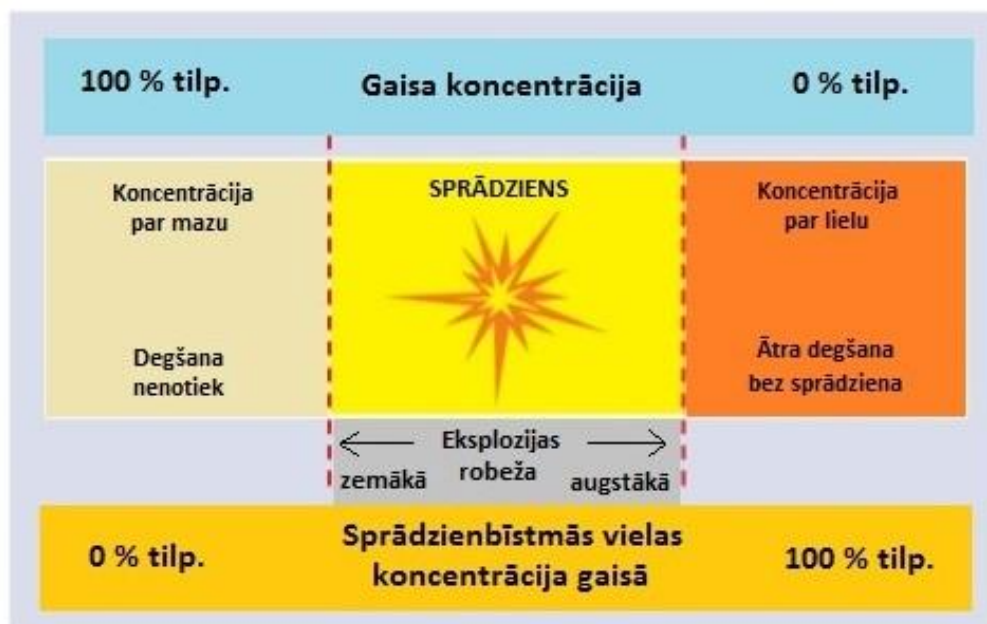 100 % tilp. Gaisa koncentrācija 0 % tilp.
Koncentrācija
par mazu
SPRĀDZIENS
Koncentrācija
par lielu
Degšana
nenotiek
Ātra degšana
bez sprādziena
Eksplozijas
robeža
zemākā
augstākā
0 % tilp.
Sprādzienbīstmās vielas
koncentrācija gaisā
100 % tilp.